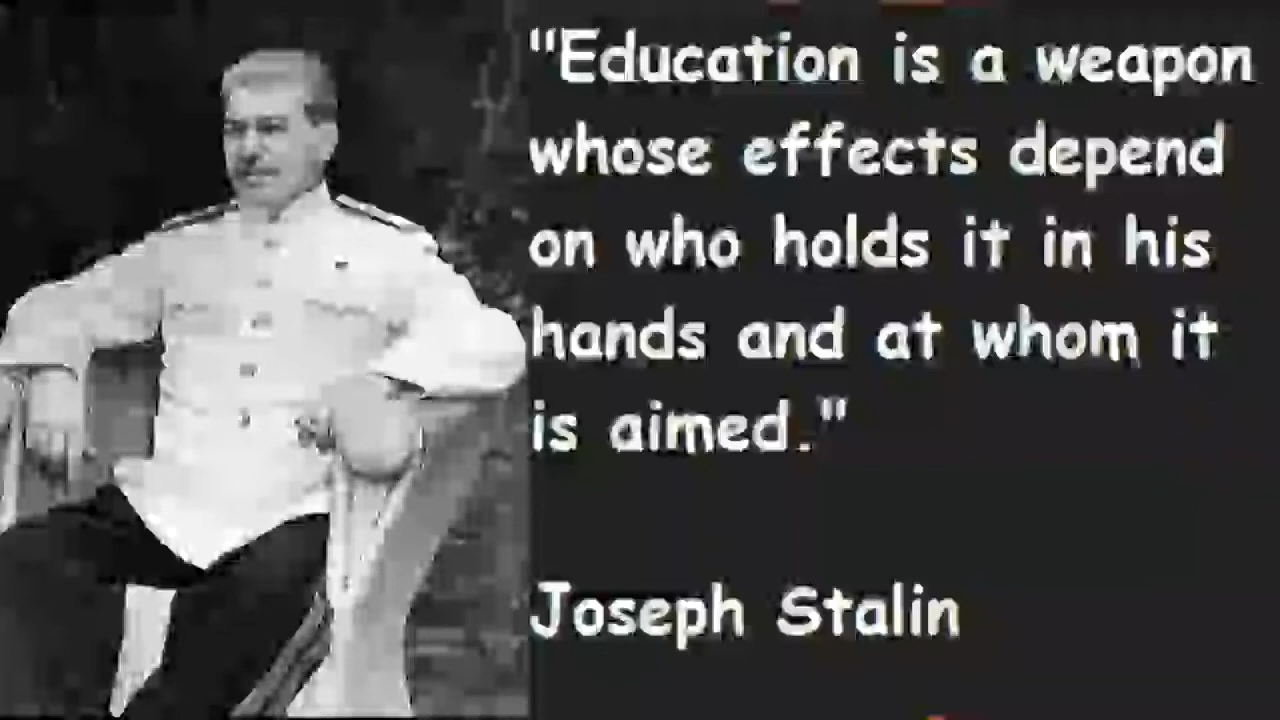 "Education is a weapon
whose effects depend
on who holds it in his
hands and at whom it
is aimed."
Joseph Stalin